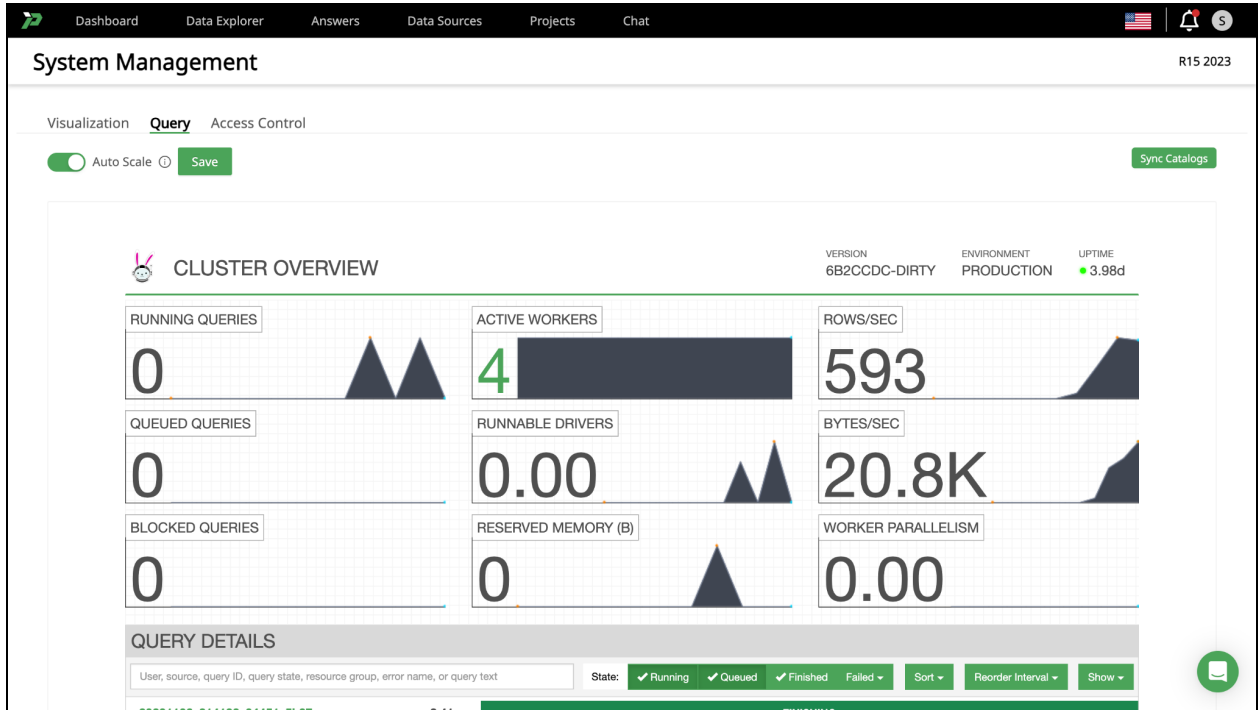 Dashboard Data Explorer Answers Data Sources Projects Chat S
System Management R15 2023
Visualization Query Access Control
Auto Scale Save Sync Catalogs
CLUSTER OVERVIEW
VERSION ENVIRONMENT UPTIME
6B2CCDC-DIRTY PRODUCTION 3.98d
RUNNING QUERIES ACTIVE WORKERS ROWS/SEC
0 4 593
QUEUED QUERIES RUNNABLE DRIVERS BYTES/SEC
0 0.00 20.8K
BLOCKED QUERIES RESERVED MEMORY (B) WORKER PARALLELISM
0 0 0.00
QUERY DETAILS
User, source, query ID, query state, resource group, error name, or query text State: Running Queued Finished Failed Sort Reorder Interval Show